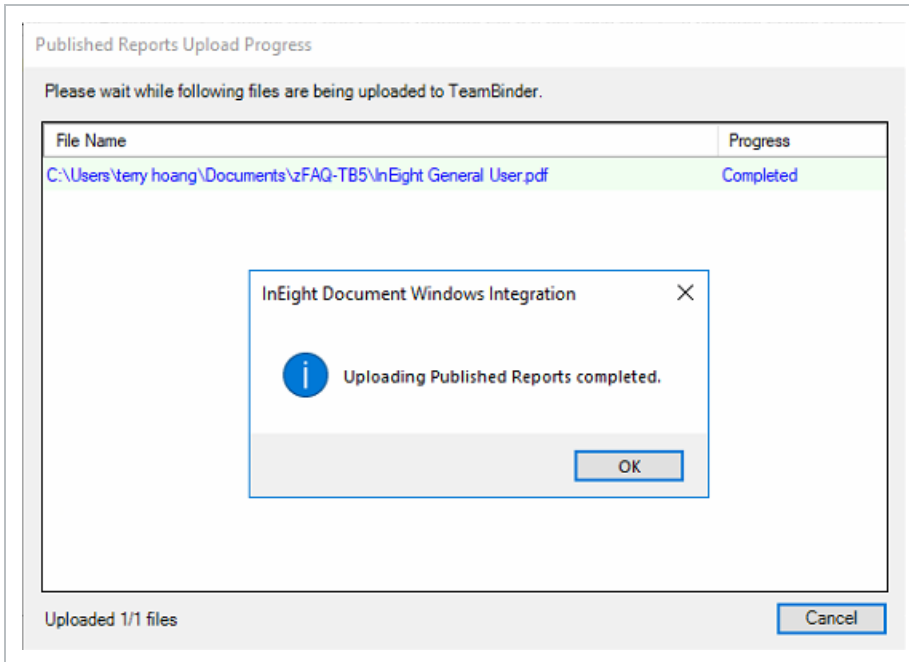 Published Reports Upload Progress
Please wait while following files are being uploaded to TeamBinder.
File Name Progress
C:\Users\terry hoang\Documents\zFAQ-TB5\InEight General User.pdf Completed
InEight Document Windows Integration
Uploading Published Reports completed.
OK
Uploaded 1/1 files Cancel